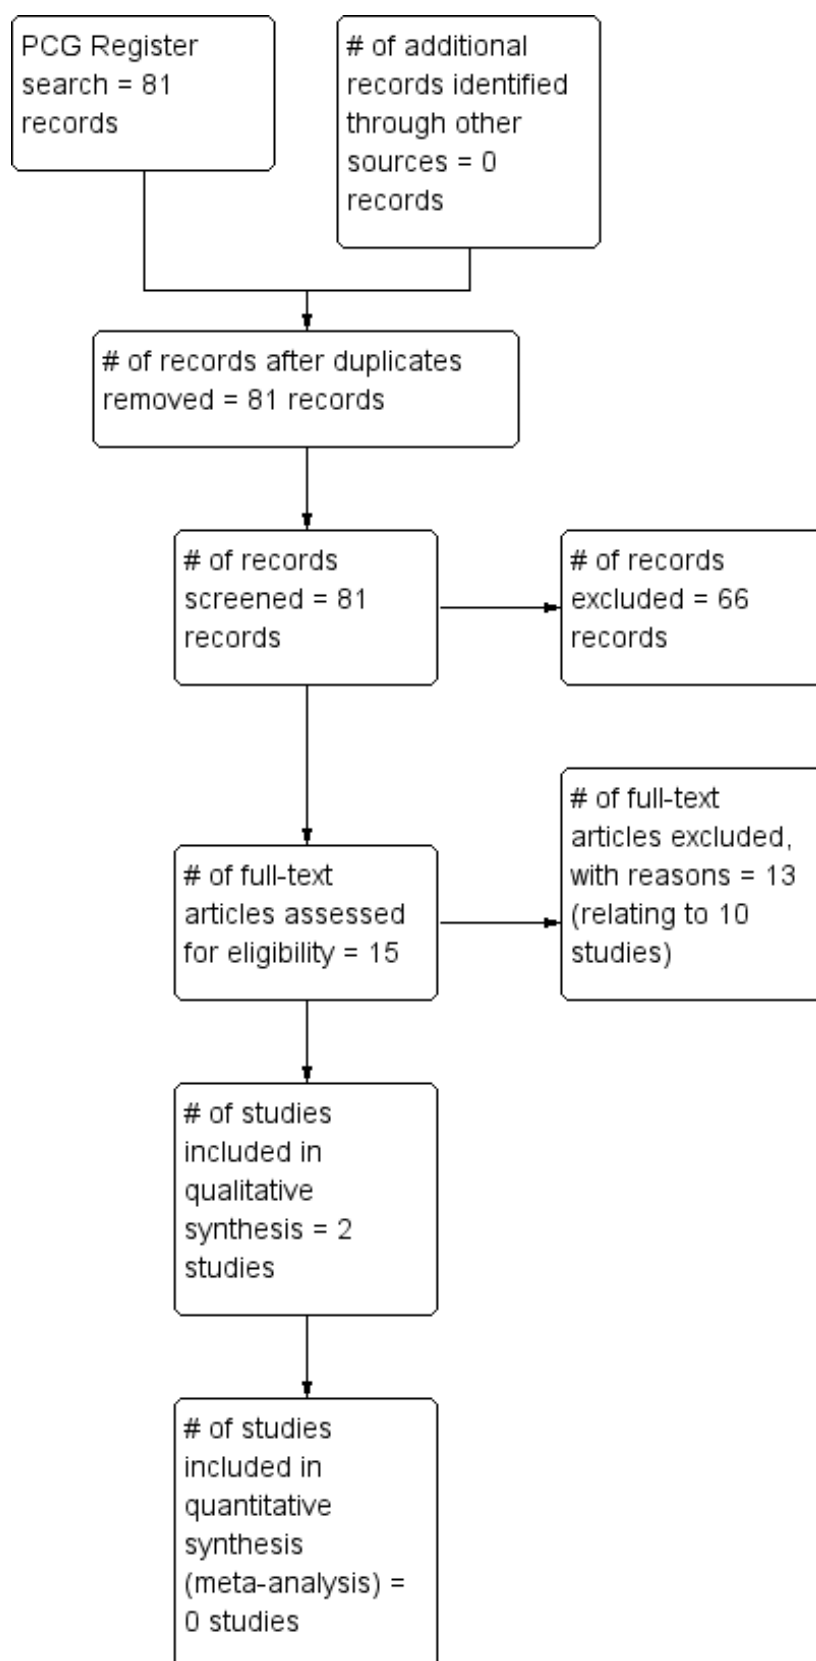 PCG Register
search = 81
records
# of additional
records identified
through other
sources = 0
records
# of records after duplicates
removed = 81 records
# of records
screened = 81
records
# of records
excluded = 66
records
# of full-text
articles assessed
for eligibility = 15
# of full-text
articles excluded,
with reasons = 13
(relating to 10
studies)
# of studies
included in
qualitative
synthesis = 2
studies
# of studies
included in
quantitative
synthesis
(meta-analysis) =
0 studies